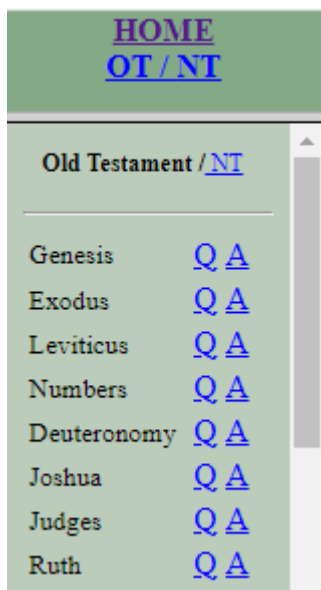 HOME
OT / NT
Old Testament / NT
Genesis Q A
Exodus Q A
Leviticus Q A
Numbers Q A
Deuteronomy Q A
Joshua Q A
Judges Q A
Ruth Q A